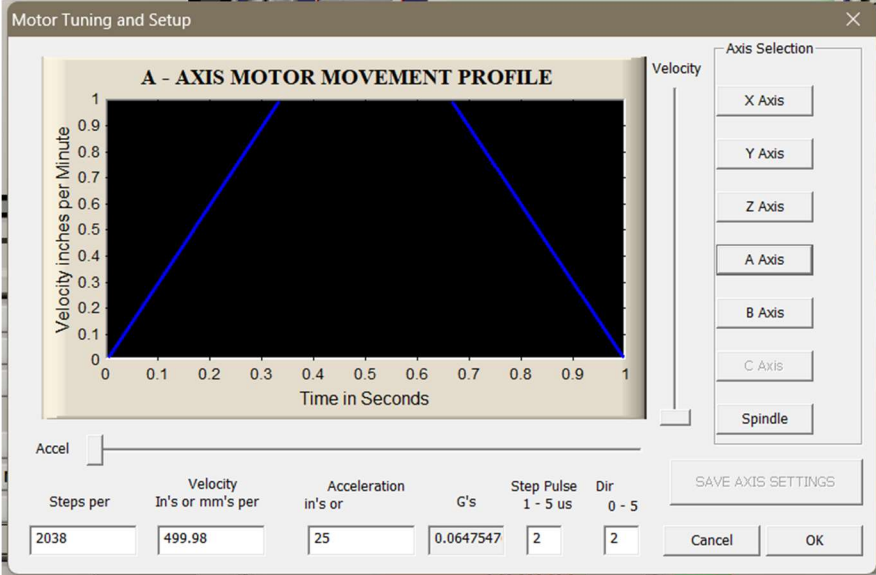 Motor Tuning and Setup
Axis Selection
A - AXIS MOTOR MOVEMENT PROFILE
Velocity
Velocity inches per Minute
1
0.9
0.8
0.7
0.6
0.5
0.4
0.3
0.2
0.1
0
0 0.1 0.2 0.3 0.4 0.5 0.6 0.7 0.8 0.9 1
Time in Seconds
X Axis
Y Axis
Z Axis
A Axis
B Axis
C Axis
Spindle
Accel
Steps per
Velocity
In's or mm's per
Acceleration
in's or
G's
Step Pulse
1 - 5 us
Dir
0 - 5
2038
499.98
25
0.0647547
2
2
SAVE AXIS SETTINGS
Cancel
OK